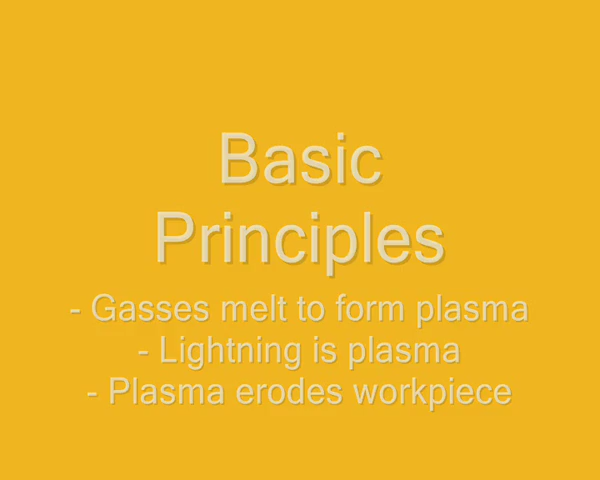 Basic
Principles
- Gasses melt to form plasma
- Lightning is plasma
- Plasma erodes workpiece